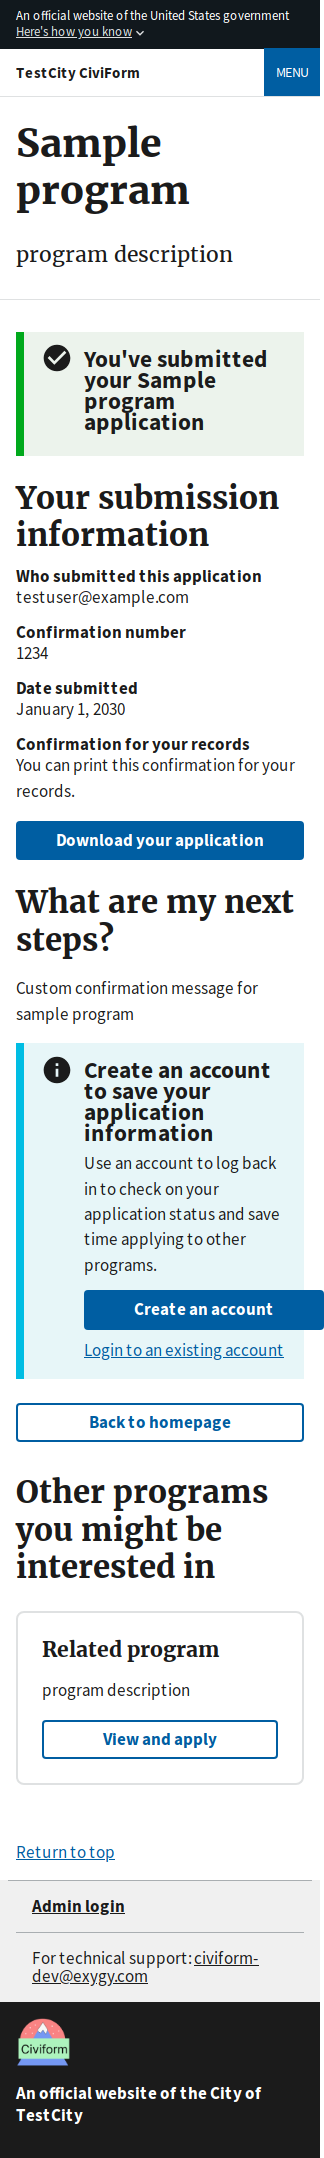 An official website of the United States government
Here's how you know
TestCity CiviForm
MENU
Sample
program
program description
You've submitted
your Sample
program
application
Your submission
information
Who submitted this application
testuser@example.com
Confirmation number
1234
Date submitted
January 1, 2030
Confirmation for your records
You can print this confirmation for your
records.
Download your application
What are my next
steps?
Custom confirmation message for
sample program
Create an account
to save your
application
information
Use an account to log back
in to check on your
application status and save
time applying to other
programs.
Create an account
Login to an existing account
Back to homepage
Other programs
you might be
interested in
Related program
program description
View and apply
Return to top
Admin login
For technical support: civiform-
dev@exygy.com
Civiform
An official website of the City of
TestCity